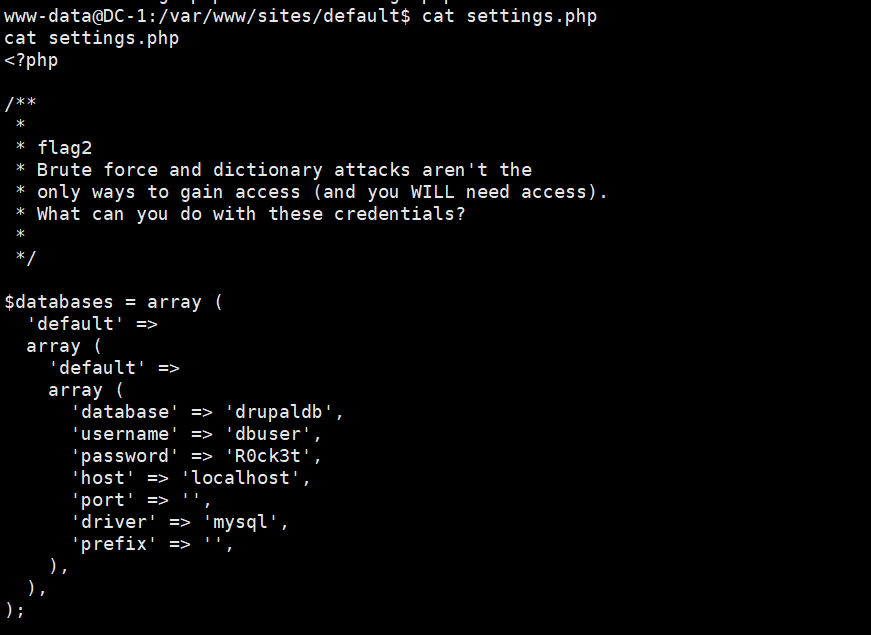 www-data@DC-1:/var/www/sites/default$ cat settings.php
cat settings.php
<?php
/**
 *
 * flag2
 * Brute force and dictionary attacks aren't the
 * only ways to gain access (and you WILL need access).
 * What can you do with these credentials?
 *
 */
$databases = array (
  'default' =>
  array (
    'default' =>
    array (
      'database' => 'drupaldb',
      'username' => 'dbuser',
      'password' => 'R0ck3t',
      'host' => 'localhost',
      'port' => '',
      'driver' => 'mysql',
      'prefix' => '',
    ),
  ),
);